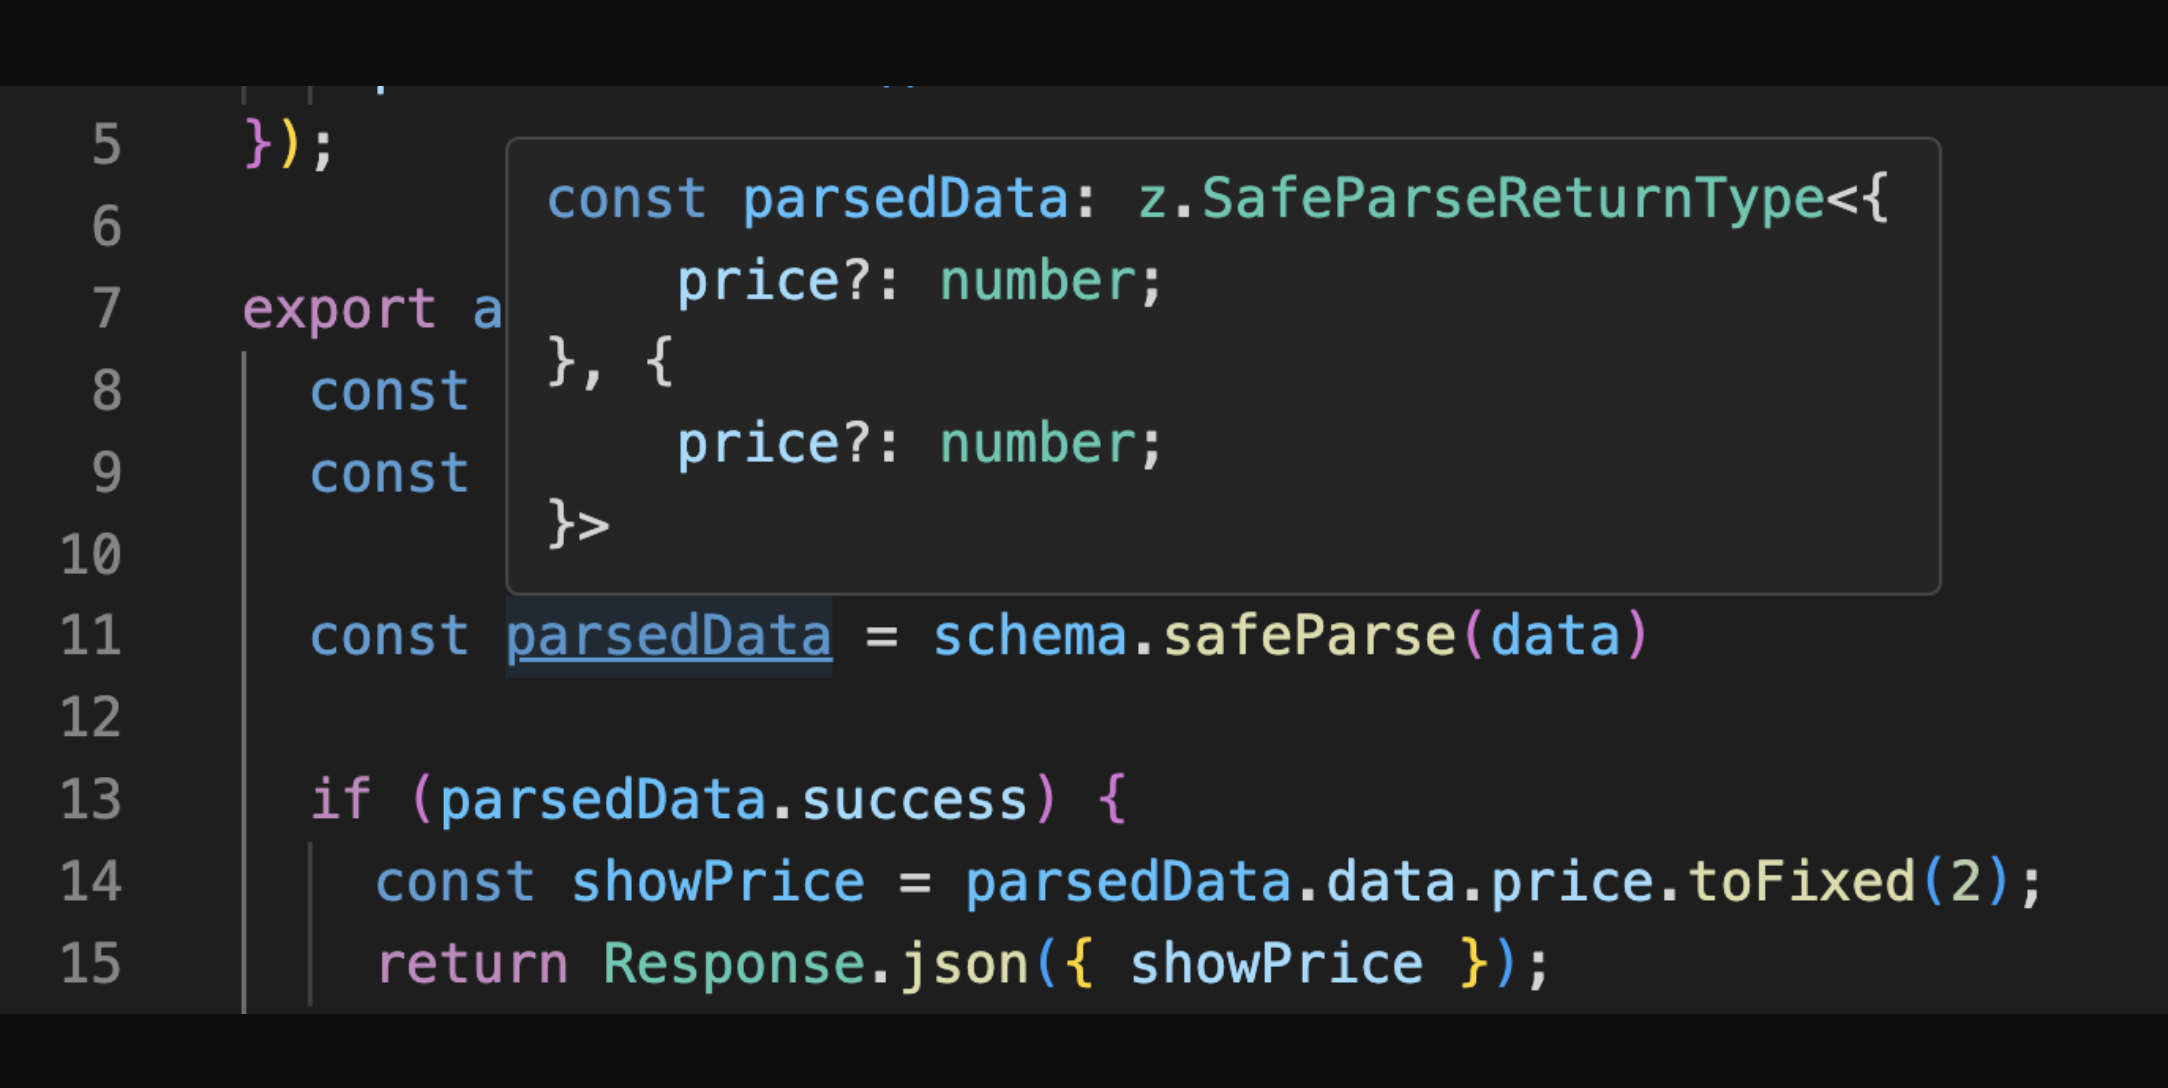 5 });
const parsedData: z.SafeParseReturnType<{
6
price?: number;
7 export a
}, {
8 const
price?: number;
9 const
}>
10
11 const parsedData = schema.safeParse(data)
12
13 if (parsedData.success) {
14 const showPrice = parsedData.data.price.toFixed(2);
15 return Response.json({ showPrice });